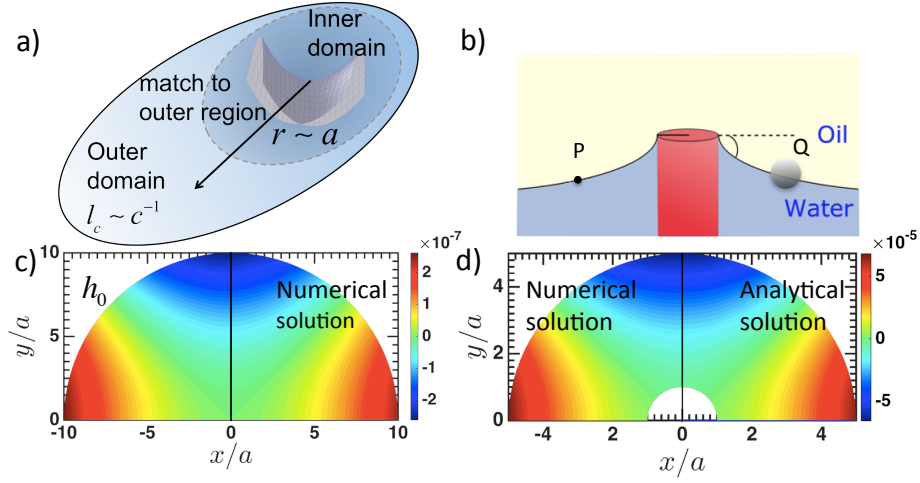 a)
Inner
domain
match to
outer region
r ~ a
Outer
domain
l_c ~ c⁻¹
b)
P
Q
Oil
Water
c)
h₀
Numerical
solution
×10⁻⁷
2
1
0
-1
-2
y/a
10
5
0
-10
-5
0
5
10
x/a
d)
Numerical
solution
Analytical
solution
×10⁻⁵
5
0
-5
y/a
4
2
0
-4
-2
0
2
4
x/a